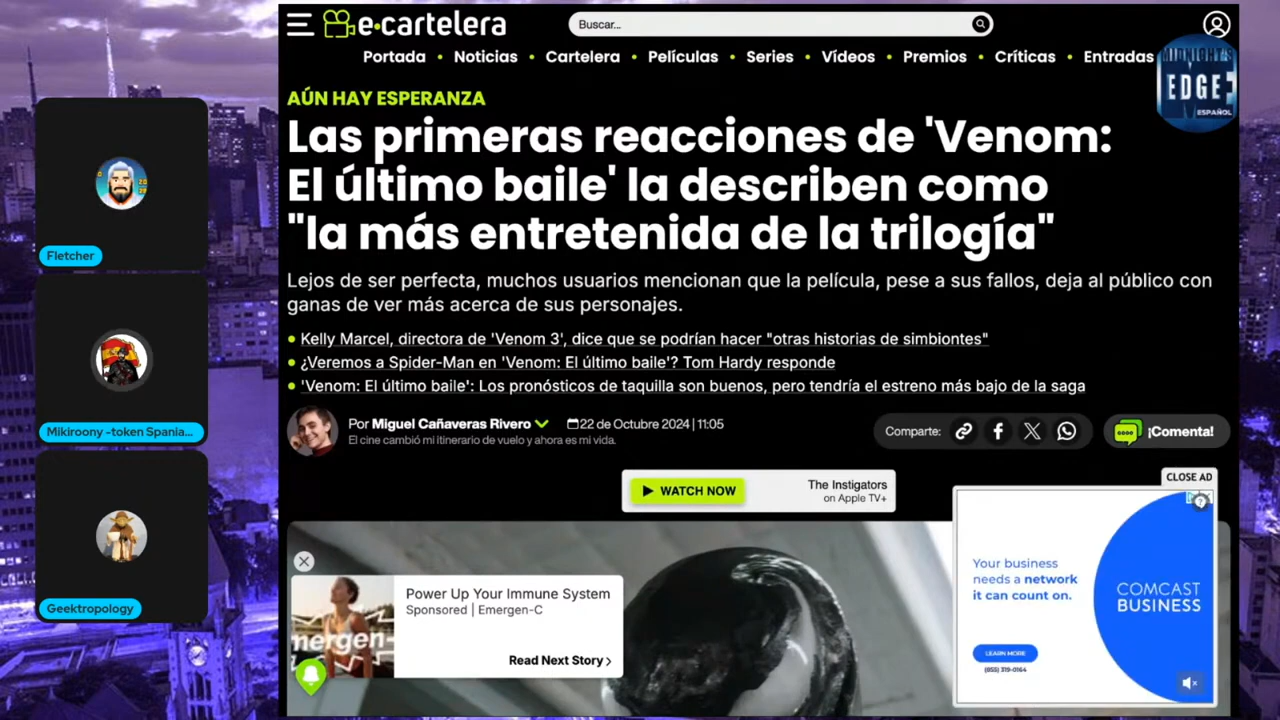 e-cartelera
Buscar...
Portada • Noticias • Cartelera • Películas • Series • Vídeos • Premios • Críticas • Entradas
MIDNIGHT'S
EDGE
ESPAÑOL
AÚN HAY ESPERANZA
Las primeras reacciones de 'Venom:
El último baile' la describen como
"la más entretenida de la trilogía"
Lejos de ser perfecta, muchos usuarios mencionan que la película, pese a sus fallos, deja al público con
ganas de ver más acerca de sus personajes.
• Kelly Marcel, directora de 'Venom 3', dice que se podrían hacer "otras historias de simbiontes"
• ¿Veremos a Spider-Man en 'Venom: El último baile'? Tom Hardy responde
• 'Venom: El último baile': Los pronósticos de taquilla son buenos, pero tendría el estreno más bajo de la saga
Por Miguel Cañaveras Rivero
22 de Octubre 2024 | 11:05
El cine cambió mi itinerario de vuelo y ahora es mi vida.
Comparte:
¡Comenta!
WATCH NOW
The Instigators
on Apple TV+
CLOSE AD
Your business
needs a network
it can count on.
COMCAST
BUSINESS
LEARN MORE
(855) 319-0164
Power Up Your Immune System
Sponsored | Emergen-C
Read Next Story >
mergen-
Fletcher
Mikiroony -token Spania...
Geektropology